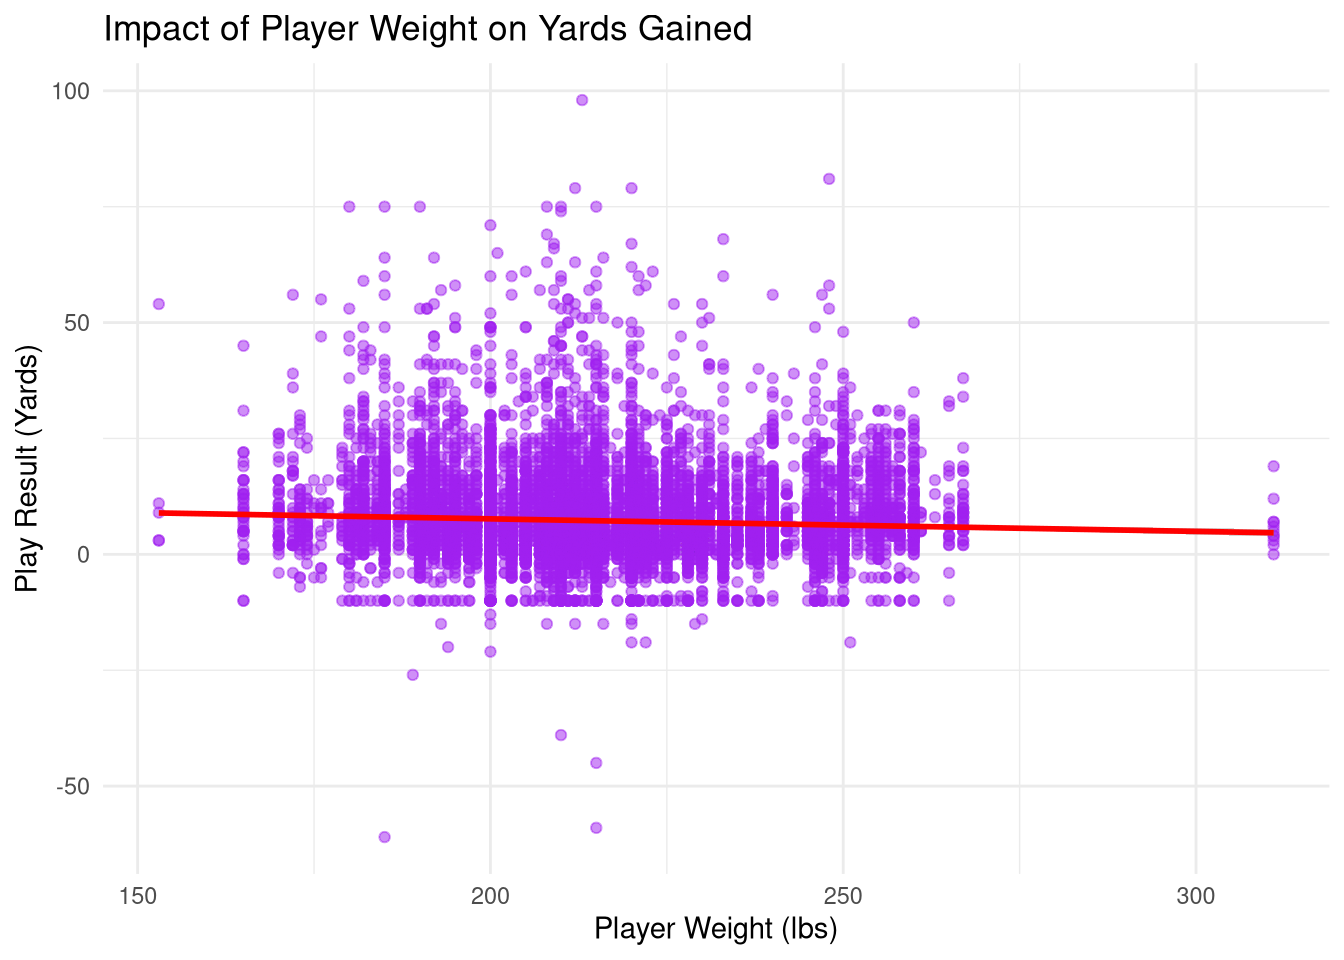 Impact of Player Weight on Yards Gained
100
50
0
-50
Play Result (Yards)
150 200 250 300
Player Weight (lbs)